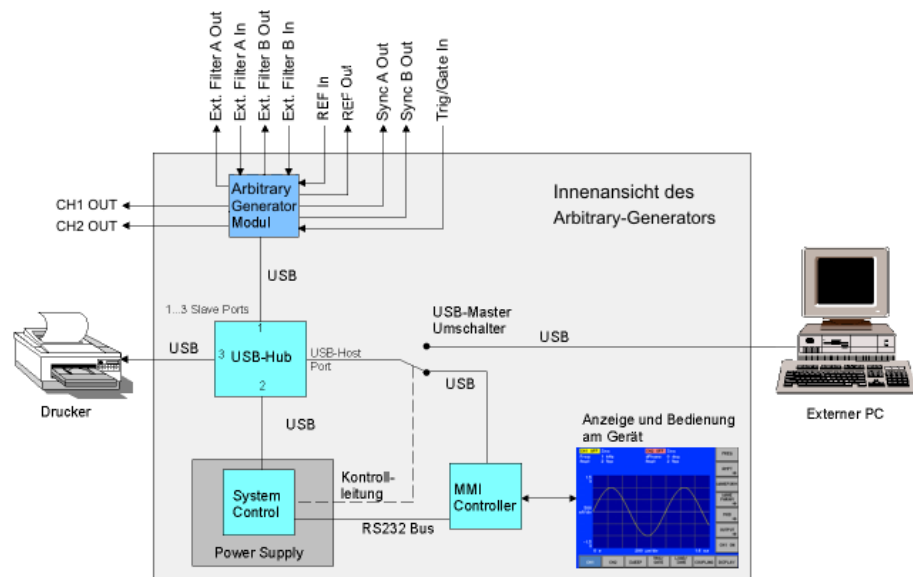 Ext. Filter A Out
Ext. Filter A In
Ext. Filter B Out
Ext. Filter B In
REF In
REF Out
Sync A Out
Sync B Out
Trig/Gate In
Arbitrary
Generator
Modul
Innenansicht des
Arbitrary-Generators
CH1 OUT
CH2 OUT
USB
1...3 Slave Ports
1
USB-Master
Umschalter
USB
USB
3
USB-Hub
USB-Host
Port
USB
2
Drucker
Externer PC
USB
Anzeige und Bedienung
am Gerät
Kontroll-
leitung
System
Control
MMI
Controller
RS232 Bus
Power Supply